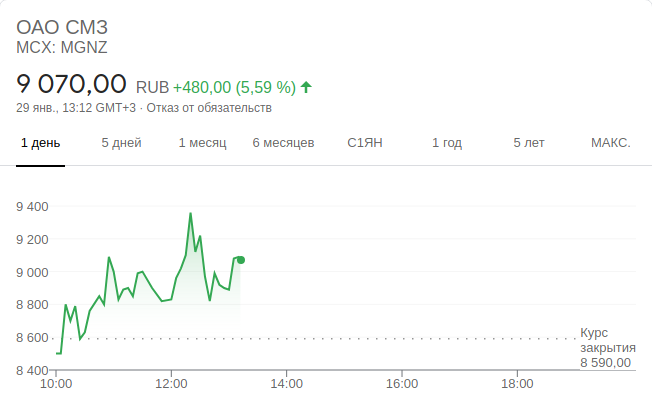 ОАО СМЗ
MCX: MGNZ
9 070,00 RUB +480,00 (5,59 %)
29 янв., 13:12 GMT+3 · Отказ от обязательств
1 день 5 дней 1 месяц 6 месяцев С1ЯН 1 год 5 лет МАКС.
9 400
9 200
9 000
8 800
8 600
8 400
Курс
закрытия
8 590,00
10:00 12:00 14:00 16:00 18:00